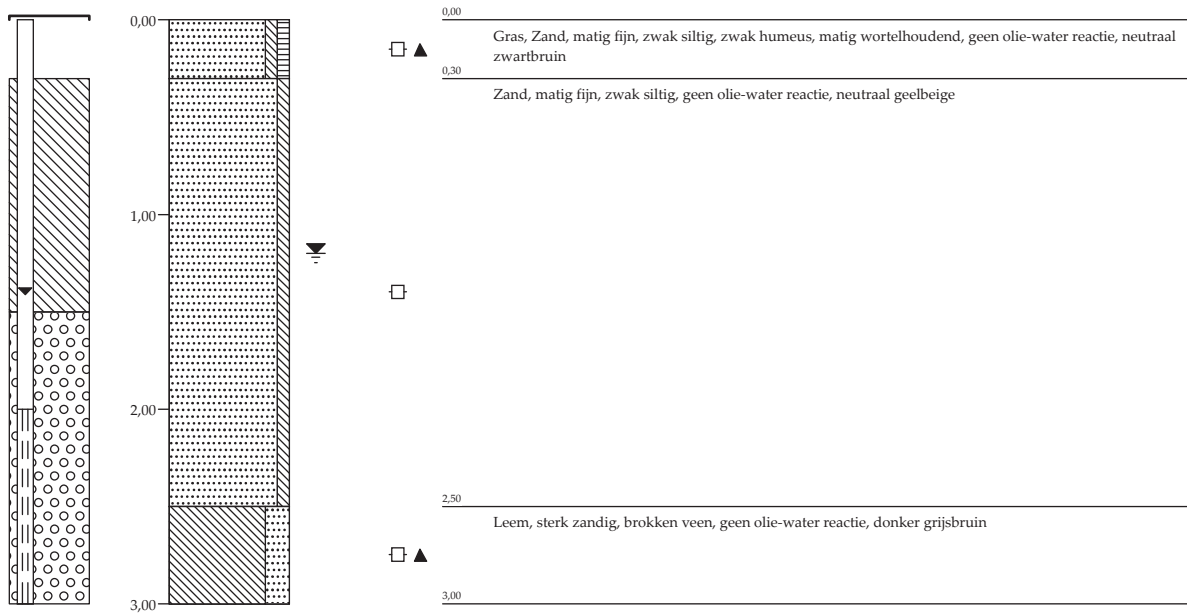 0,00
0,00
Gras, Zand, matig fijn, zwak siltig, zwak humeus, matig wortelhoudend, geen olie-water reactie, neutraal
zwartbruin
0,30
Zand, matig fijn, zwak siltig, geen olie-water reactie, neutraal geelbeige
1,00
2,00
2,50
Leem, sterk zandig, brokken veen, geen olie-water reactie, donker grijsbruin
3,00
3,00